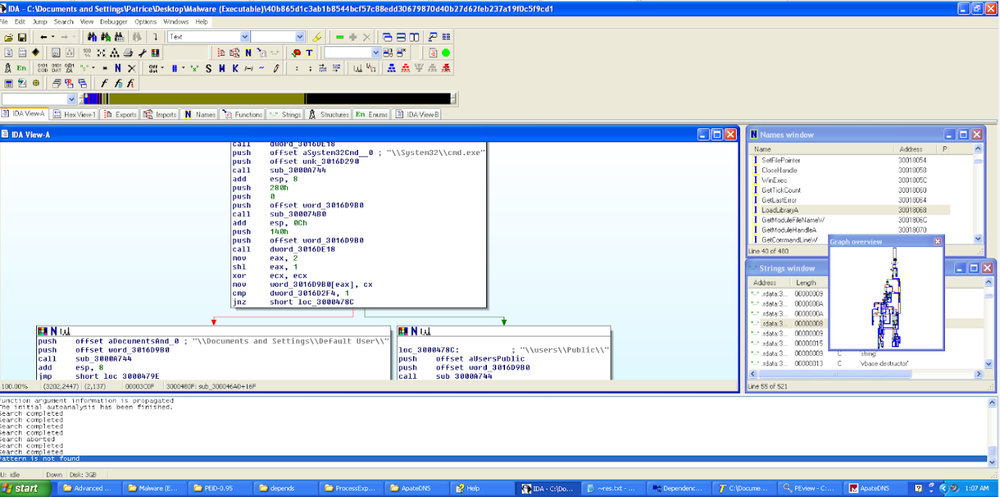 IDA - C:\Documents and Settings\Patrice\Desktop\Malware (Executable)\40b865d1c3ab1b8544bcf57c88edd30679870d40b27d62feb237a19f0c5f9cd1
File Edit Jump Search View Debugger Options Windows Help
Text
En
IDA View-A Hex View-1 Exports Imports N Names Functions Strings Structures En Enums IDA View-B
IDA View-A
call dword_3016DE18
push offset aSystem32Cmd__0 ; "\\System32\\cmd.exe"
push offset unk_3016D290
call sub_3000A744
add esp, 8
push 280h
push 0
push offset word_3016D9B0
call sub_300074B0
add esp, 0Ch
push 140h
push offset word_3016D9B0
call dword_3016DE18
mov eax, 2
shl eax, 1
xor ecx, ecx
mov word_3016D9B0[eax], cx
cmp dword_3016D2F4, 1
jnz short loc_3000478C
push offset aDocumentsAnd_0 ; "\\Documents and Settings\\Default User\\"
push offset word_3016D9B0
call sub_3000A744
add esp, 8
jmp short loc_3000479E
loc_3000478C: ; "\\users\\Public\\"
push offset aUsersPublic
push offset word_3016D9B0
call sub_3000A744
100.00% (3202,2447) (2,137) 00003C0F 3000480F: sub_300046A0+16F
Names window
Name Address P
SetFilePointer 30018054
CloseHandle 30018058
WinExec 3001805C
GetTickCount 30018060
GetLastError 30018064
LoadLibraryA 30018068
GetModuleFileNameW 3001806C
GetModuleHandleA 30018070
GetCommandLineW
Line 40 of 480
Graph overview
Strings window
Address Length
.rdata:3... 00000009
.rdata:3... 0000000A
.rdata:3... 0000000A
.rdata:3... 00000008
.rdata:3... 00000009
.rdata:3... 00000015
.rdata:3... 00000009 C 'string'
.rdata:3... 00000013 C 'vbase destructor'
Line 55 of 521
Function argument information is propagated
The initial autoanalysis has been finished.
Search completed
Search completed
Search completed
Search completed
Search aborted
Search completed
Search completed
Pattern is not found
AU: idle Down Disk: 3GB
start Advanced ... Malware (E... PEiD-0.95 depends ProcessExp... ApateDNS Help IDA - C:\Do... ~res.txt - ... Dependenc... C:\Docume... PEview - C:... ApateDNS 1:07 AM